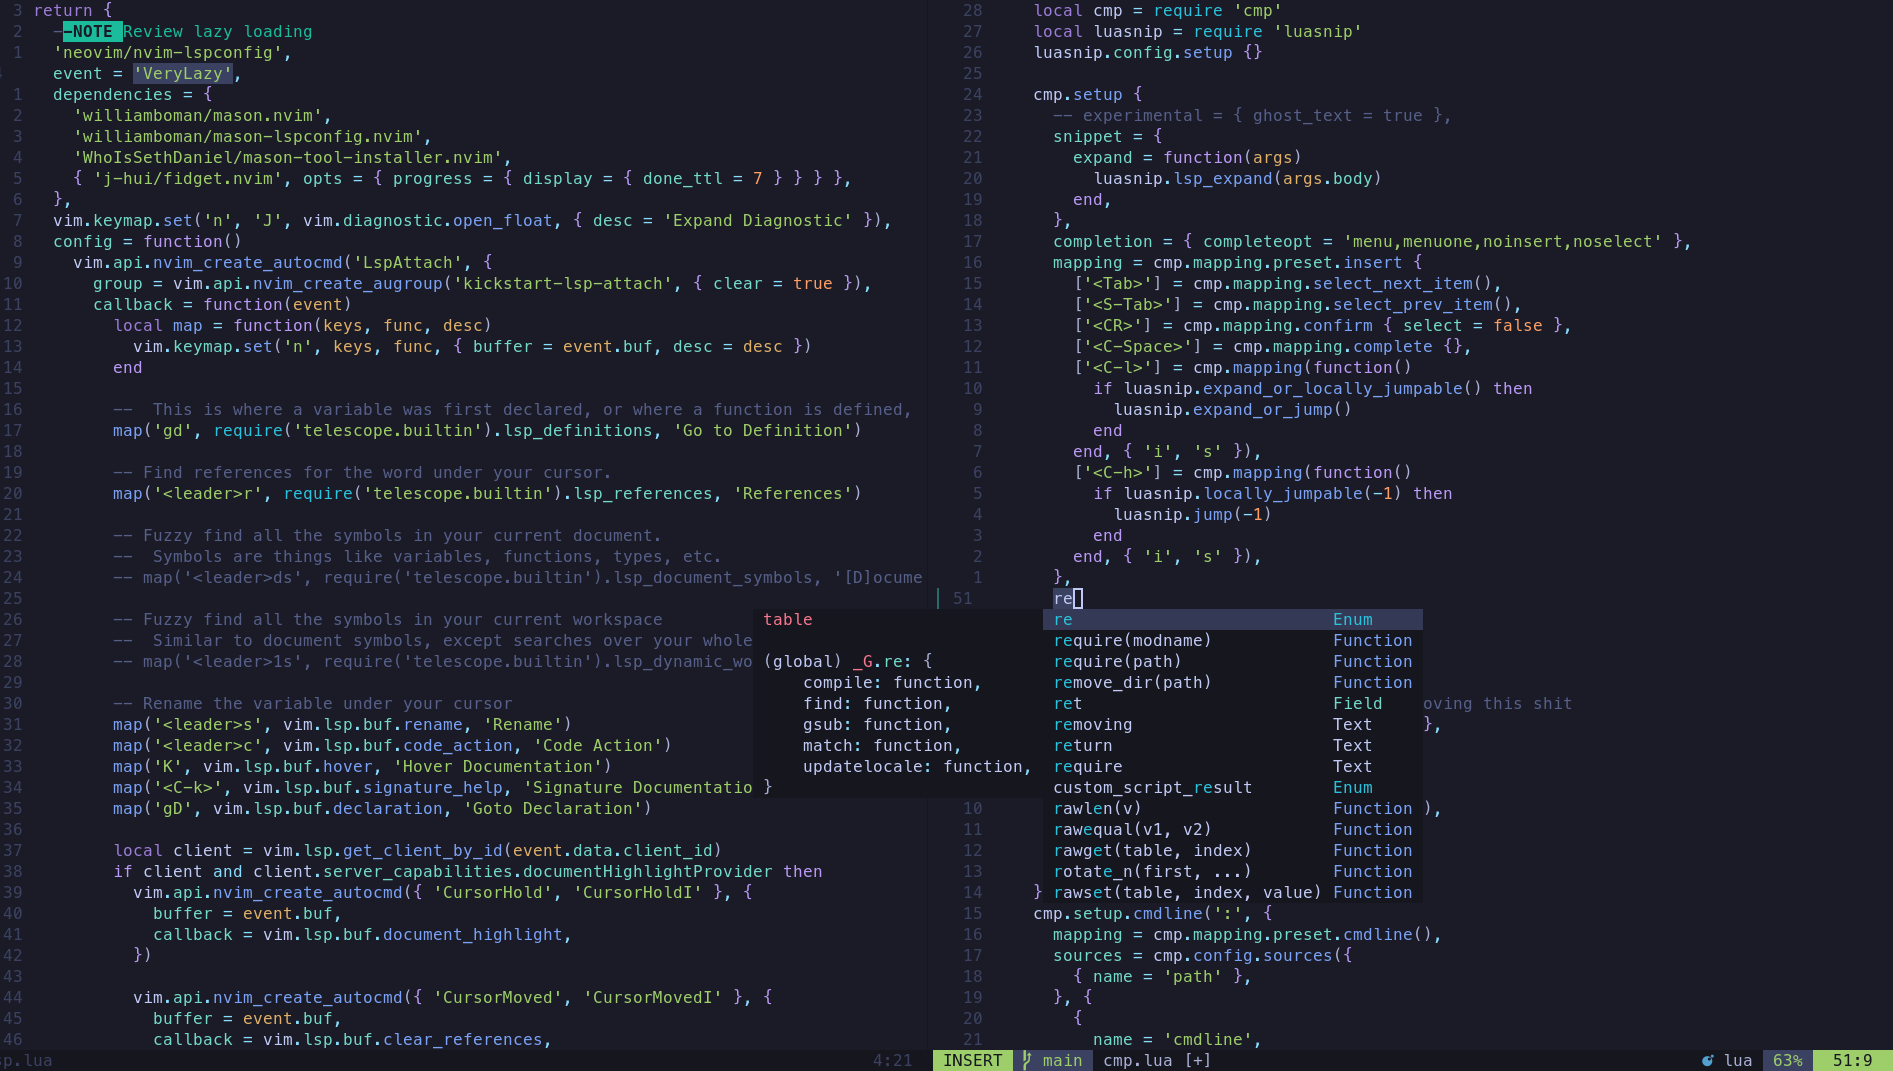 3 return {
2   --NOTE Review lazy loading
1   'neovim/nvim-lspconfig',
    event = 'VeryLazy',
1   dependencies = {
2     'williamboman/mason.nvim',
3     'williamboman/mason-lspconfig.nvim',
4     'WhoIsSethDaniel/mason-tool-installer.nvim',
5     { 'j-hui/fidget.nvim', opts = { progress = { display = { done_ttl = 7 } } } },
6   },
7   vim.keymap.set('n', 'J', vim.diagnostic.open_float, { desc = 'Expand Diagnostic' }),
8   config = function()
9     vim.api.nvim_create_autocmd('LspAttach', {
10       group = vim.api.nvim_create_augroup('kickstart-lsp-attach', { clear = true }),
11       callback = function(event)
12         local map = function(keys, func, desc)
13           vim.keymap.set('n', keys, func, { buffer = event.buf, desc = desc })
14         end
15
16         --  This is where a variable was first declared, or where a function is defined,
17         map('gd', require('telescope.builtin').lsp_definitions, 'Go to Definition')
18
19         -- Find references for the word under your cursor.
20         map('<leader>r', require('telescope.builtin').lsp_references, 'References')
21
22         -- Fuzzy find all the symbols in your current document.
23         --  Symbols are things like variables, functions, types, etc.
24         -- map('<leader>ds', require('telescope.builtin').lsp_document_symbols, '[D]ocume
25
26         -- Fuzzy find all the symbols in your current workspace
27         --  Similar to document symbols, except searches over your whole
28         -- map('<leader>1s', require('telescope.builtin').lsp_dynamic_wo
29
30         -- Rename the variable under your cursor
31         map('<leader>s', vim.lsp.buf.rename, 'Rename')
32         map('<leader>c', vim.lsp.buf.code_action, 'Code Action')
33         map('K', vim.lsp.buf.hover, 'Hover Documentation')
34         map('<C-k>', vim.lsp.buf.signature_help, 'Signature Documentatio
35         map('gD', vim.lsp.buf.declaration, 'Goto Declaration')
36
37         local client = vim.lsp.get_client_by_id(event.data.client_id)
38         if client and client.server_capabilities.documentHighlightProvider then
39           vim.api.nvim_create_autocmd({ 'CursorHold', 'CursorHoldI' }, {
40             buffer = event.buf,
41             callback = vim.lsp.buf.document_highlight,
42           })
43
44           vim.api.nvim_create_autocmd({ 'CursorMoved', 'CursorMovedI' }, {
45             buffer = event.buf,
46             callback = vim.lsp.buf.clear_references,
sp.lua 4:21
28     local cmp = require 'cmp'
27     local luasnip = require 'luasnip'
26     luasnip.config.setup {}
25
24     cmp.setup {
23       -- experimental = { ghost_text = true },
22       snippet = {
21         expand = function(args)
20           luasnip.lsp_expand(args.body)
19         end,
18       },
17       completion = { completeopt = 'menu,menuone,noinsert,noselect' },
16       mapping = cmp.mapping.preset.insert {
15         ['<Tab>'] = cmp.mapping.select_next_item(),
14         ['<S-Tab>'] = cmp.mapping.select_prev_item(),
13         ['<CR>'] = cmp.mapping.confirm { select = false },
12         ['<C-Space>'] = cmp.mapping.complete {},
11         ['<C-l>'] = cmp.mapping(function()
10           if luasnip.expand_or_locally_jumpable() then
9             luasnip.expand_or_jump()
8           end
7         end, { 'i', 's' }),
6         ['<C-h>'] = cmp.mapping(function()
5           if luasnip.locally_jumpable(-1) then
4             luasnip.jump(-1)
3           end
2         end, { 'i', 's' }),
1       },
51       re
table
(global) _G.re: {
    compile: function,
    find: function,
    gsub: function,
    match: function,
    updatelocale: function,
}
re Enum
require(modname) Function
require(path) Function
remove_dir(path) Function
ret Field oving this shit
removing Text },
return Text
require Text
custom_script_result Enum
10 rawlen(v) Function ),
11 rawequal(v1, v2) Function
12 rawget(table, index) Function
13 rotate_n(first, ...) Function
14     } rawset(table, index, value) Function
15     cmp.setup.cmdline(':', {
16       mapping = cmp.mapping.preset.cmdline(),
17       sources = cmp.config.sources({
18         { name = 'path' },
19       }, {
20         {
21           name = 'cmdline',
INSERT main cmp.lua [+] lua 63% 51:9